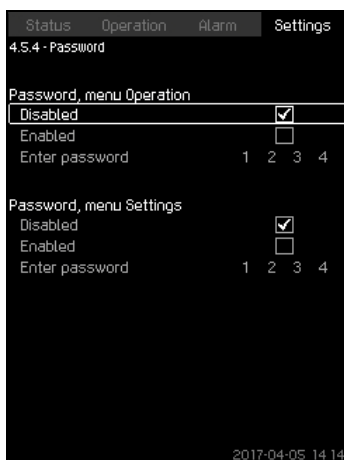 Status Operation Alarm Settings
4.5.4 - Password
Password, menu Operation
Disabled
Enabled
Enter password 1 2 3 4
Password, menu Settings
Disabled
Enabled
Enter password 1 2 3 4
2017-04-05 14 14